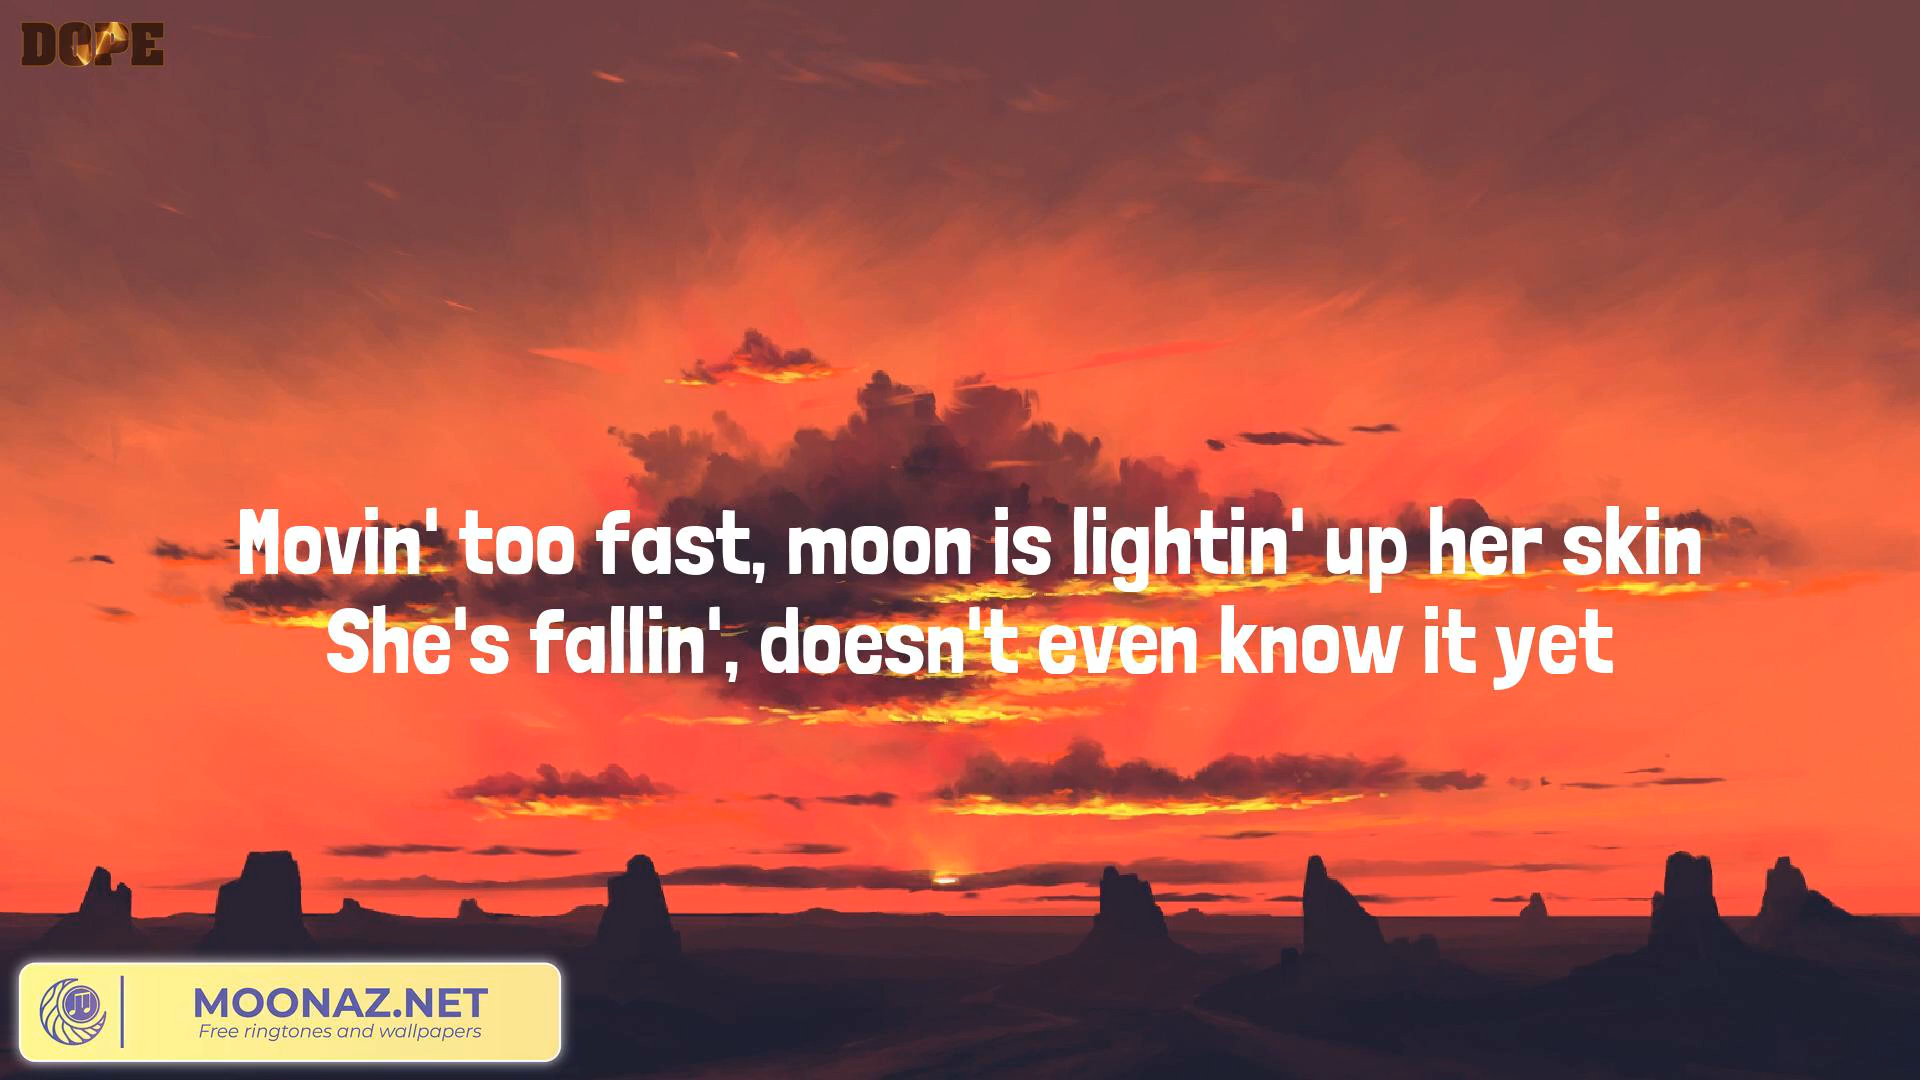 DOPE
Movin' too fast, moon is lightin' up her skin
She's fallin', doesn't even know it yet
MOONAZ.NET
Free ringtones and wallpapers